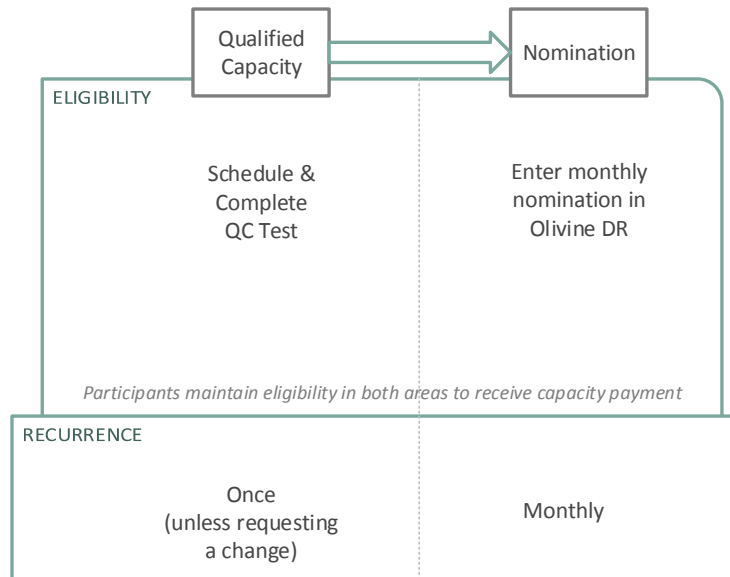 Qualified
Capacity
Nomination
ELIGIBILITY
Schedule &
Complete
QC Test
Enter monthly
nomination in
Olivine DR
Participants maintain eligibility in both areas to receive capacity payment
RECURRENCE
Once
(unless requesting
a change)
Monthly